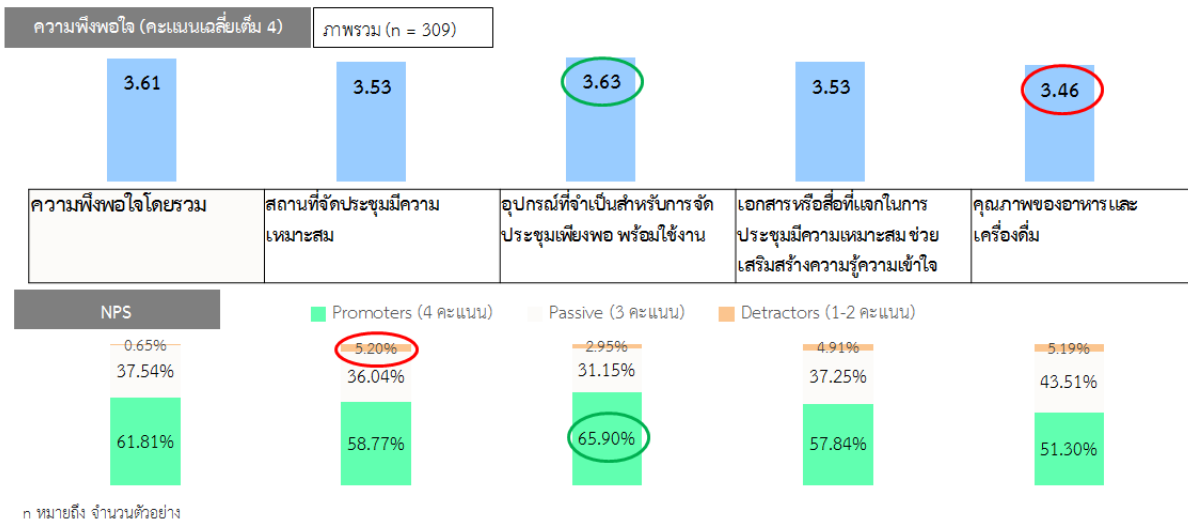 ความพึงพอใจ (คะแนนเฉลี่ยเต็ม 4)
ภาพรวม (n = 309)
3.61
3.53
3.63
3.53
3.46
ความพึงพอใจโดยรวม
สถานที่จัดประชุมมีความ
เหมาะสม
อุปกรณ์ที่จำเป็นสำหรับการจัด
ประชุมเพียงพอ พร้อมใช้งาน
เอกสารหรือสื่อที่แจกในการ
ประชุมมีความเหมาะสม ช่วย
เสริมสร้างความรู้ความเข้าใจ
คุณภาพของอาหารและ
เครื่องดื่ม
NPS
Promoters (4 คะแนน)
Passive (3 คะแนน)
Detractors (1-2 คะแนน)
0.65%
5.20%
2.95%
4.91%
5.19%
37.54%
36.04%
31.15%
37.25%
43.51%
61.81%
58.77%
65.90%
57.84%
51.30%
n หมายถึง จำนวนตัวอย่าง